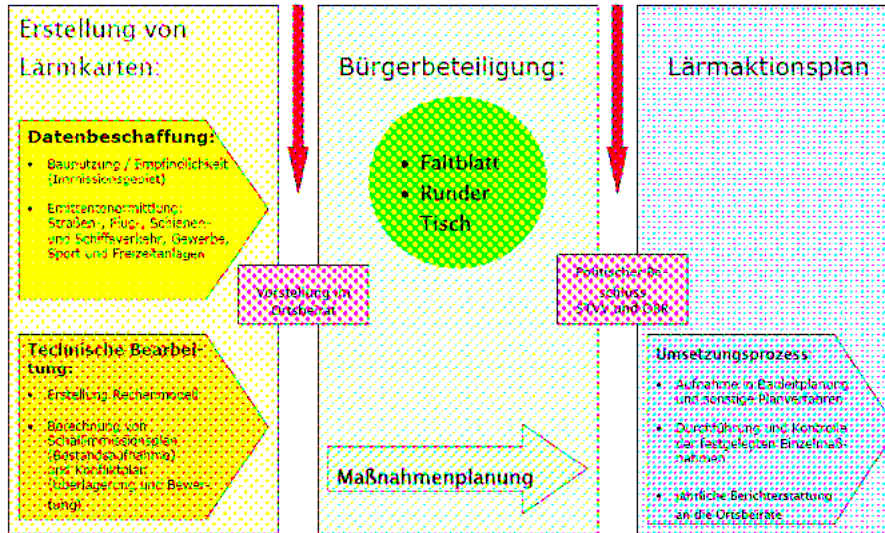 Erstellung von
Lärmkarten:
Datenbeschaffung:
• Baunutzung / Empfindlichkeit
(Immissionsgebiet)
• Emittentenermittlung:
Straßen-, Flug-, Schienen-
und Schiffsverkehr, Gewerbe,
Sport und Freizeitanlagen
Technische Bearbei-
tung:
• Erstellung Rechenmodell
• Berechnung von
Schallimmissionsplan
(Bestandsaufnahme)
und Konfliktplan
(Überlagerung und Bewer-
tung)
Vorstellung im
Ortsbeirat
Bürgerbeteiligung:
• Faltblatt
• Runder
Tisch
Maßnahmenplanung
Politischer Be-
schluss
STVV und OBR
Lärmaktionsplan
Umsetzungsprozess
• Aufnahme in Bauleitplanung
und sonstige Planverfahren
• Durchführung und Kontrolle
der festgelegten Einzelmaß-
nahmen
• jährliche Berichterstattung
an die Ortsbeiräte